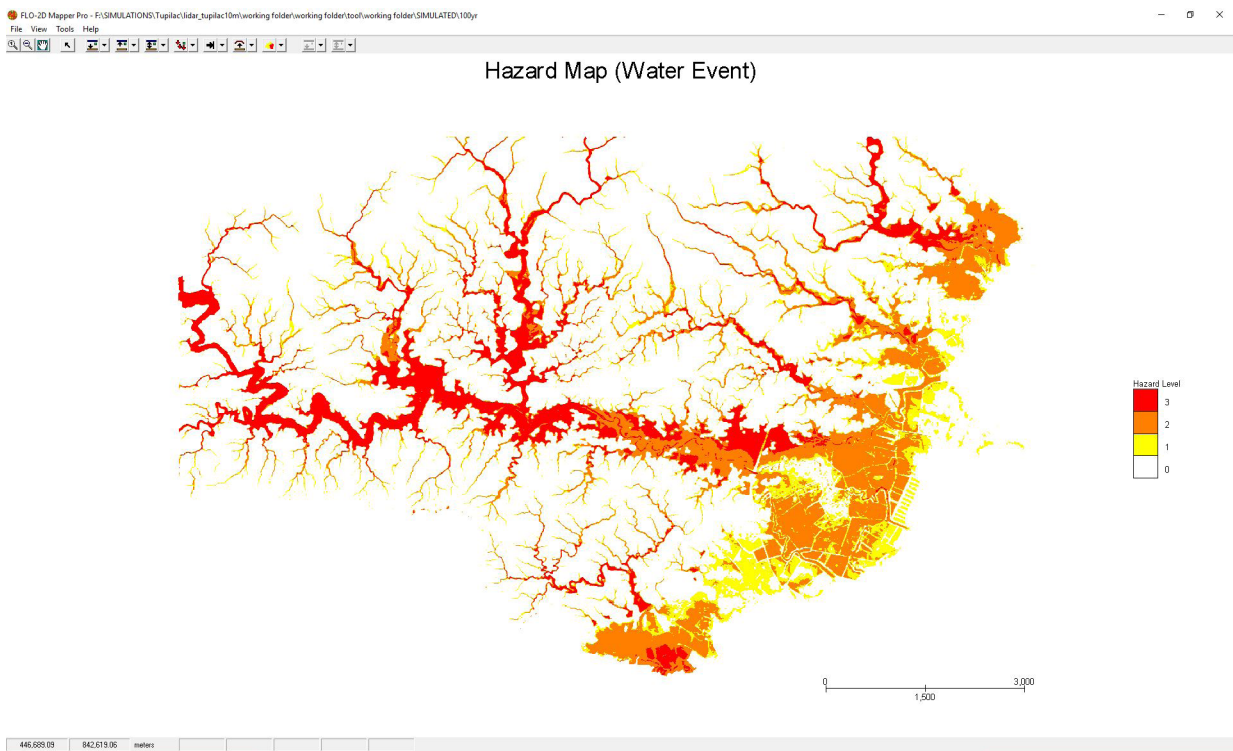 FLO-2D Mapper Pro - F:\SIMULATIONS\Tupilac\lidar_tupilac10m\working folder\working folder\tool\working folder\SIMULATED\100yr
File View Tools Help
Hazard Map (Water Event)
Hazard Level
3
2
1
0
0 3,000
1,500
446,689.09 842,619.06 meters